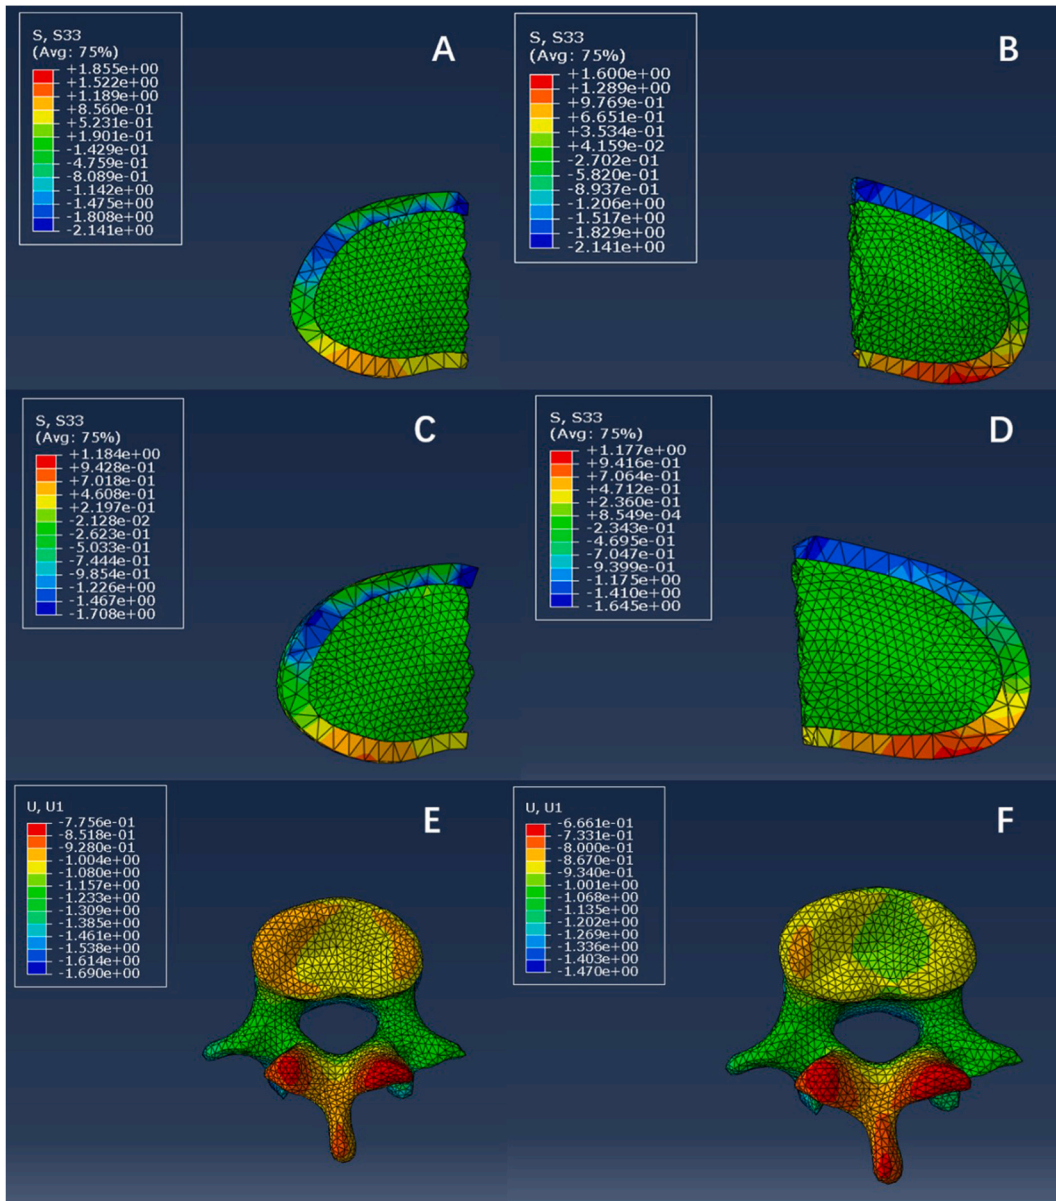 S, S33
(Avg: 75%)
+1.855e+00
+1.522e+00
+1.189e+00
+8.560e-01
+5.231e-01
+1.901e-01
-1.429e-01
-4.759e-01
-8.089e-01
-1.142e+00
-1.475e+00
-1.808e+00
-2.141e+00
A
S, S33
(Avg: 75%)
+1.600e+00
+1.289e+00
+9.769e-01
+6.651e-01
+3.534e-01
+4.159e-02
-2.702e-01
-5.820e-01
-8.937e-01
-1.206e+00
-1.517e+00
-1.829e+00
-2.141e+00
B
S, S33
(Avg: 75%)
+1.184e+00
+9.428e-01
+7.018e-01
+4.608e-01
+2.197e-01
-2.128e-02
-2.623e-01
-5.033e-01
-7.444e-01
-9.854e-01
-1.226e+00
-1.467e+00
-1.708e+00
C
S, S33
(Avg: 75%)
+1.177e+00
+9.416e-01
+7.064e-01
+4.712e-01
+2.360e-01
+8.549e-04
-2.343e-01
-4.695e-01
-7.047e-01
-9.399e-01
-1.175e+00
-1.410e+00
-1.645e+00
D
U, U1
-7.756e-01
-8.518e-01
-9.280e-01
-1.004e+00
-1.080e+00
-1.157e+00
-1.233e+00
-1.309e+00
-1.385e+00
-1.461e+00
-1.538e+00
-1.614e+00
-1.690e+00
E
U, U1
-6.661e-01
-7.331e-01
-8.000e-01
-8.670e-01
-9.340e-01
-1.001e+00
-1.068e+00
-1.135e+00
-1.202e+00
-1.269e+00
-1.336e+00
-1.403e+00
-1.470e+00
F